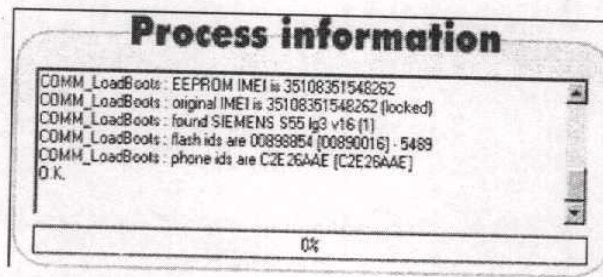 Process information
COMM_LoadBoots : EEPROM IMEI is 35108351548262
COMM_LoadBoots : original IMEI is 35108351548262 (locked)
COMM_LoadBoots : found SIEMENS S55 lg3 v16 (1)
COMM_LoadBoots : flash ids are 00898854 [00890016] - 5489
COMM_LoadBoots : phone ids are C2E26AAE [C2E26AAE]
O.K.
0%